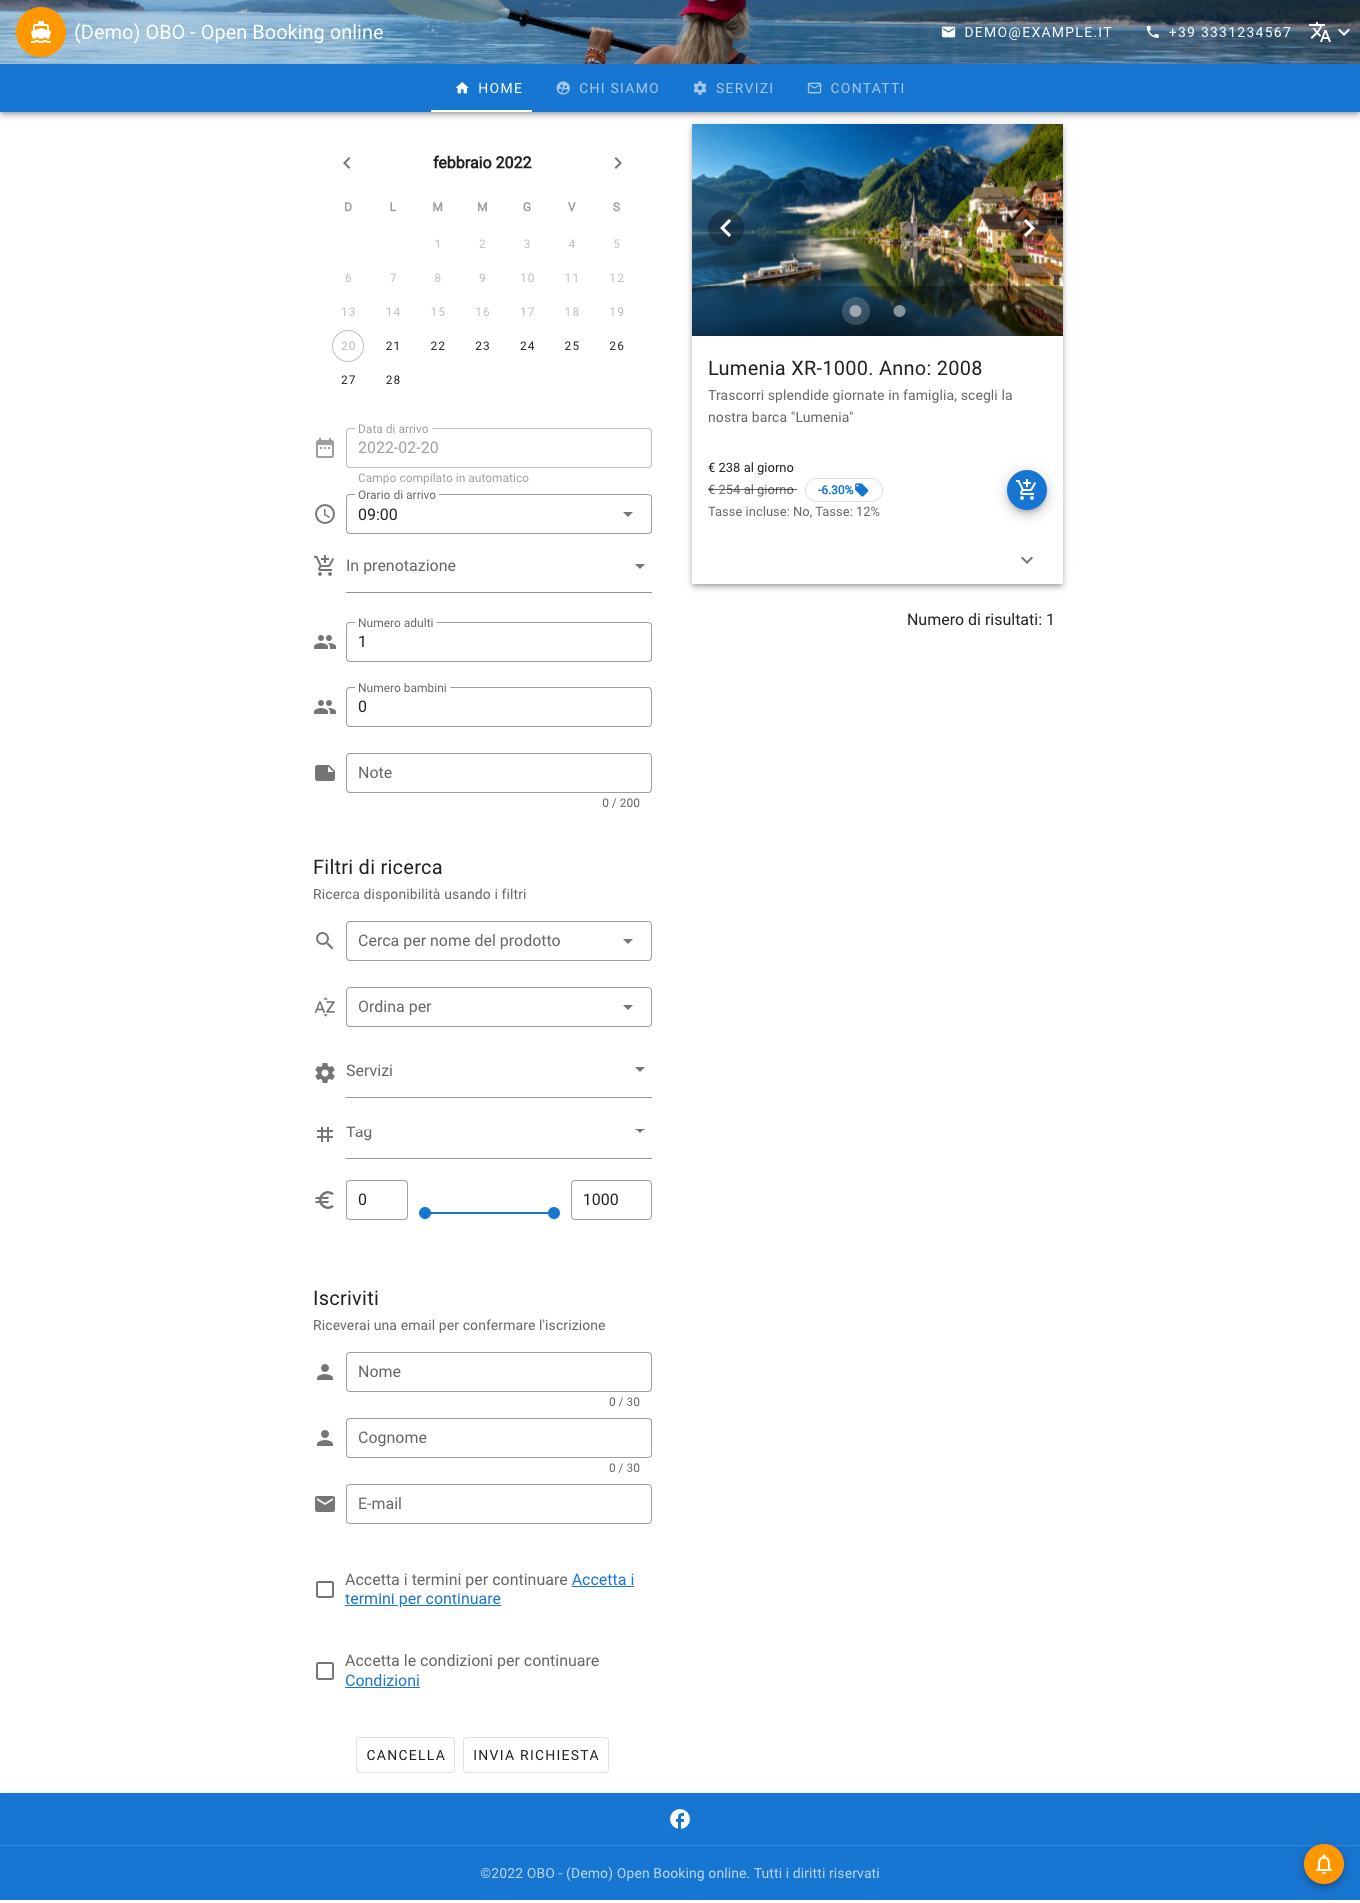 (Demo) OBO - Open Booking online
DEMO@EXAMPLE.IT
+39 3331234567
HOME
CHI SIAMO
SERVIZI
CONTATTI
febbraio 2022
D L M M G V S
1 2 3 4 5
6 7 8 9 10 11 12
13 14 15 16 17 18 19
20 21 22 23 24 25 26
27 28
Data di arrivo
2022-02-20
Campo compilato in automatico
Orario di arrivo
09:00
In prenotazione
Numero adulti
1
Numero bambini
0
Note
0 / 200
Filtri di ricerca
Ricerca disponibilità usando i filtri
Cerca per nome del prodotto
Ordina per
Servizi
Tag
0
1000
Iscriviti
Riceverai una email per confermare l'iscrizione
Nome
0 / 30
Cognome
0 / 30
E-mail
Accetta i termini per continuare Accetta i
termini per continuare
Accetta le condizioni per continuare
Condizioni
CANCELLA
INVIA RICHIESTA
Lumenia XR-1000. Anno: 2008
Trascorri splendide giornate in famiglia, scegli la
nostra barca "Lumenia"
€ 238 al giorno
€ 254 al giorno -6.30%
Tasse incluse: No, Tasse: 12%
Numero di risultati: 1
©2022 OBO - (Demo) Open Booking online. Tutti i diritti riservati